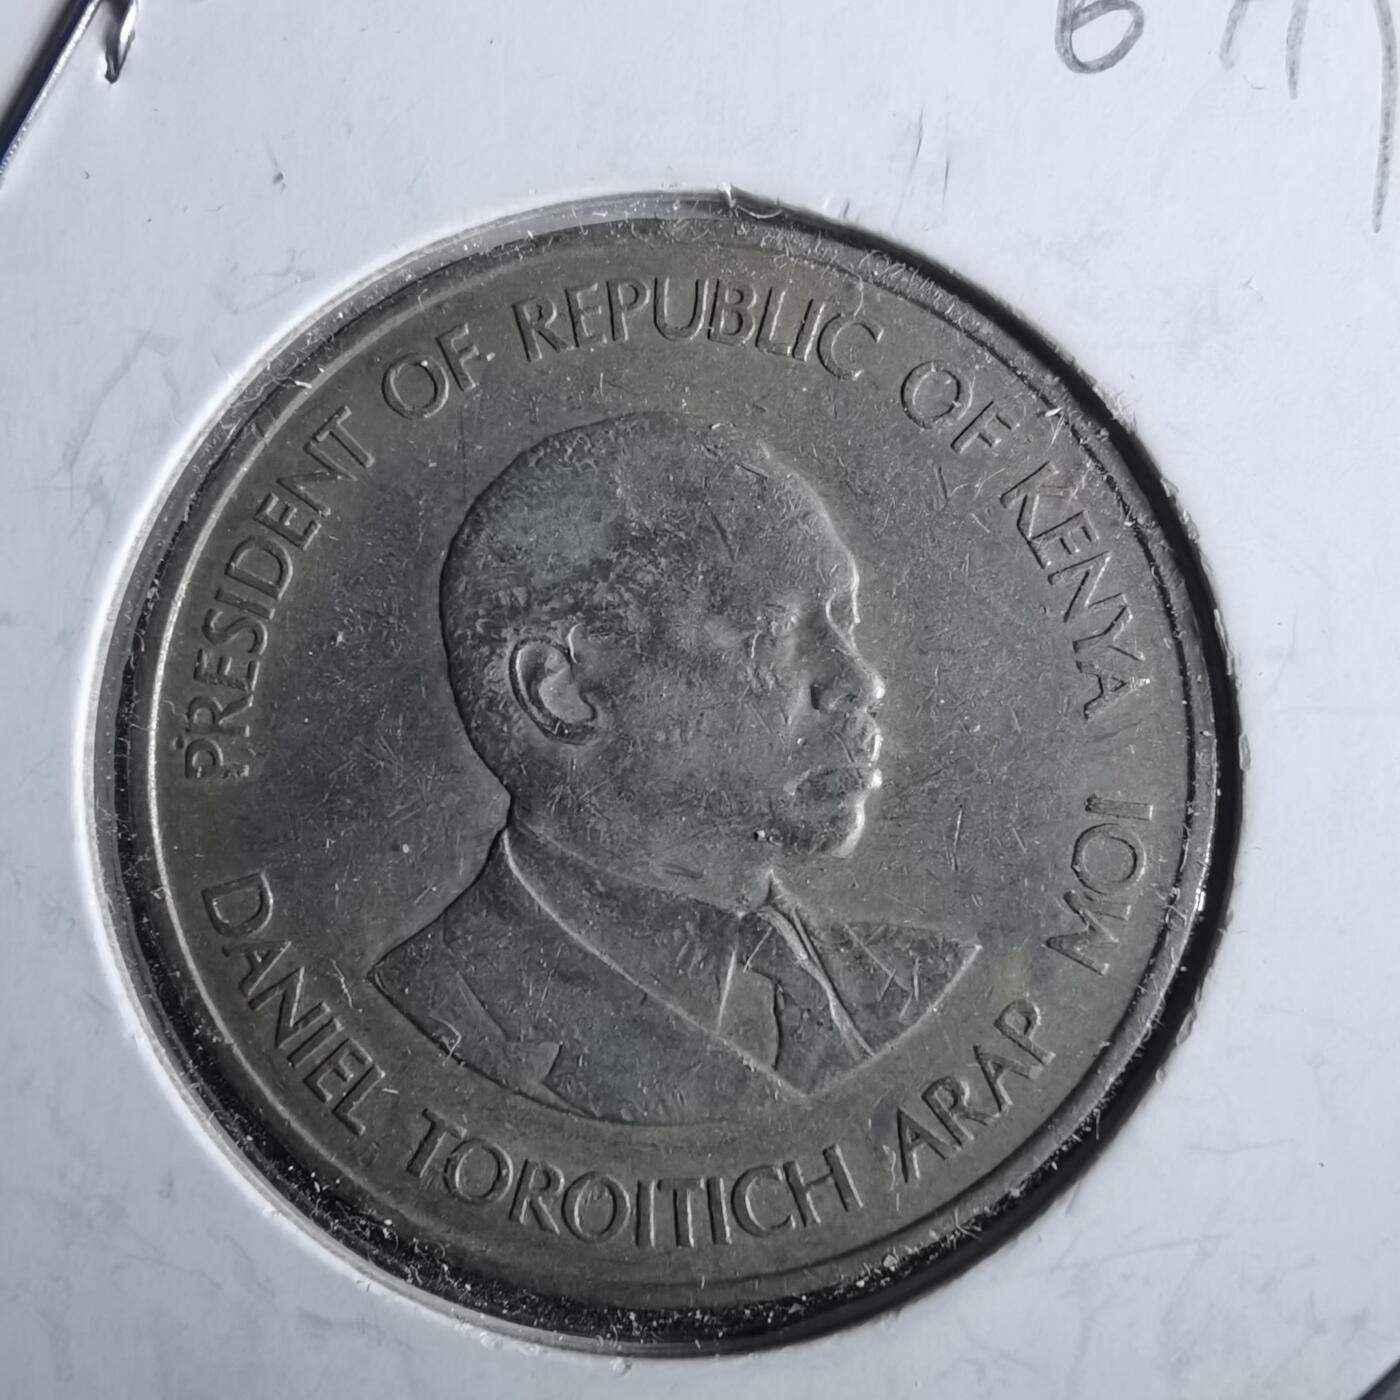 PRESIDENT OF REPUBLIC OF KENYA
DANIEL TOROITICH ARAP MOI